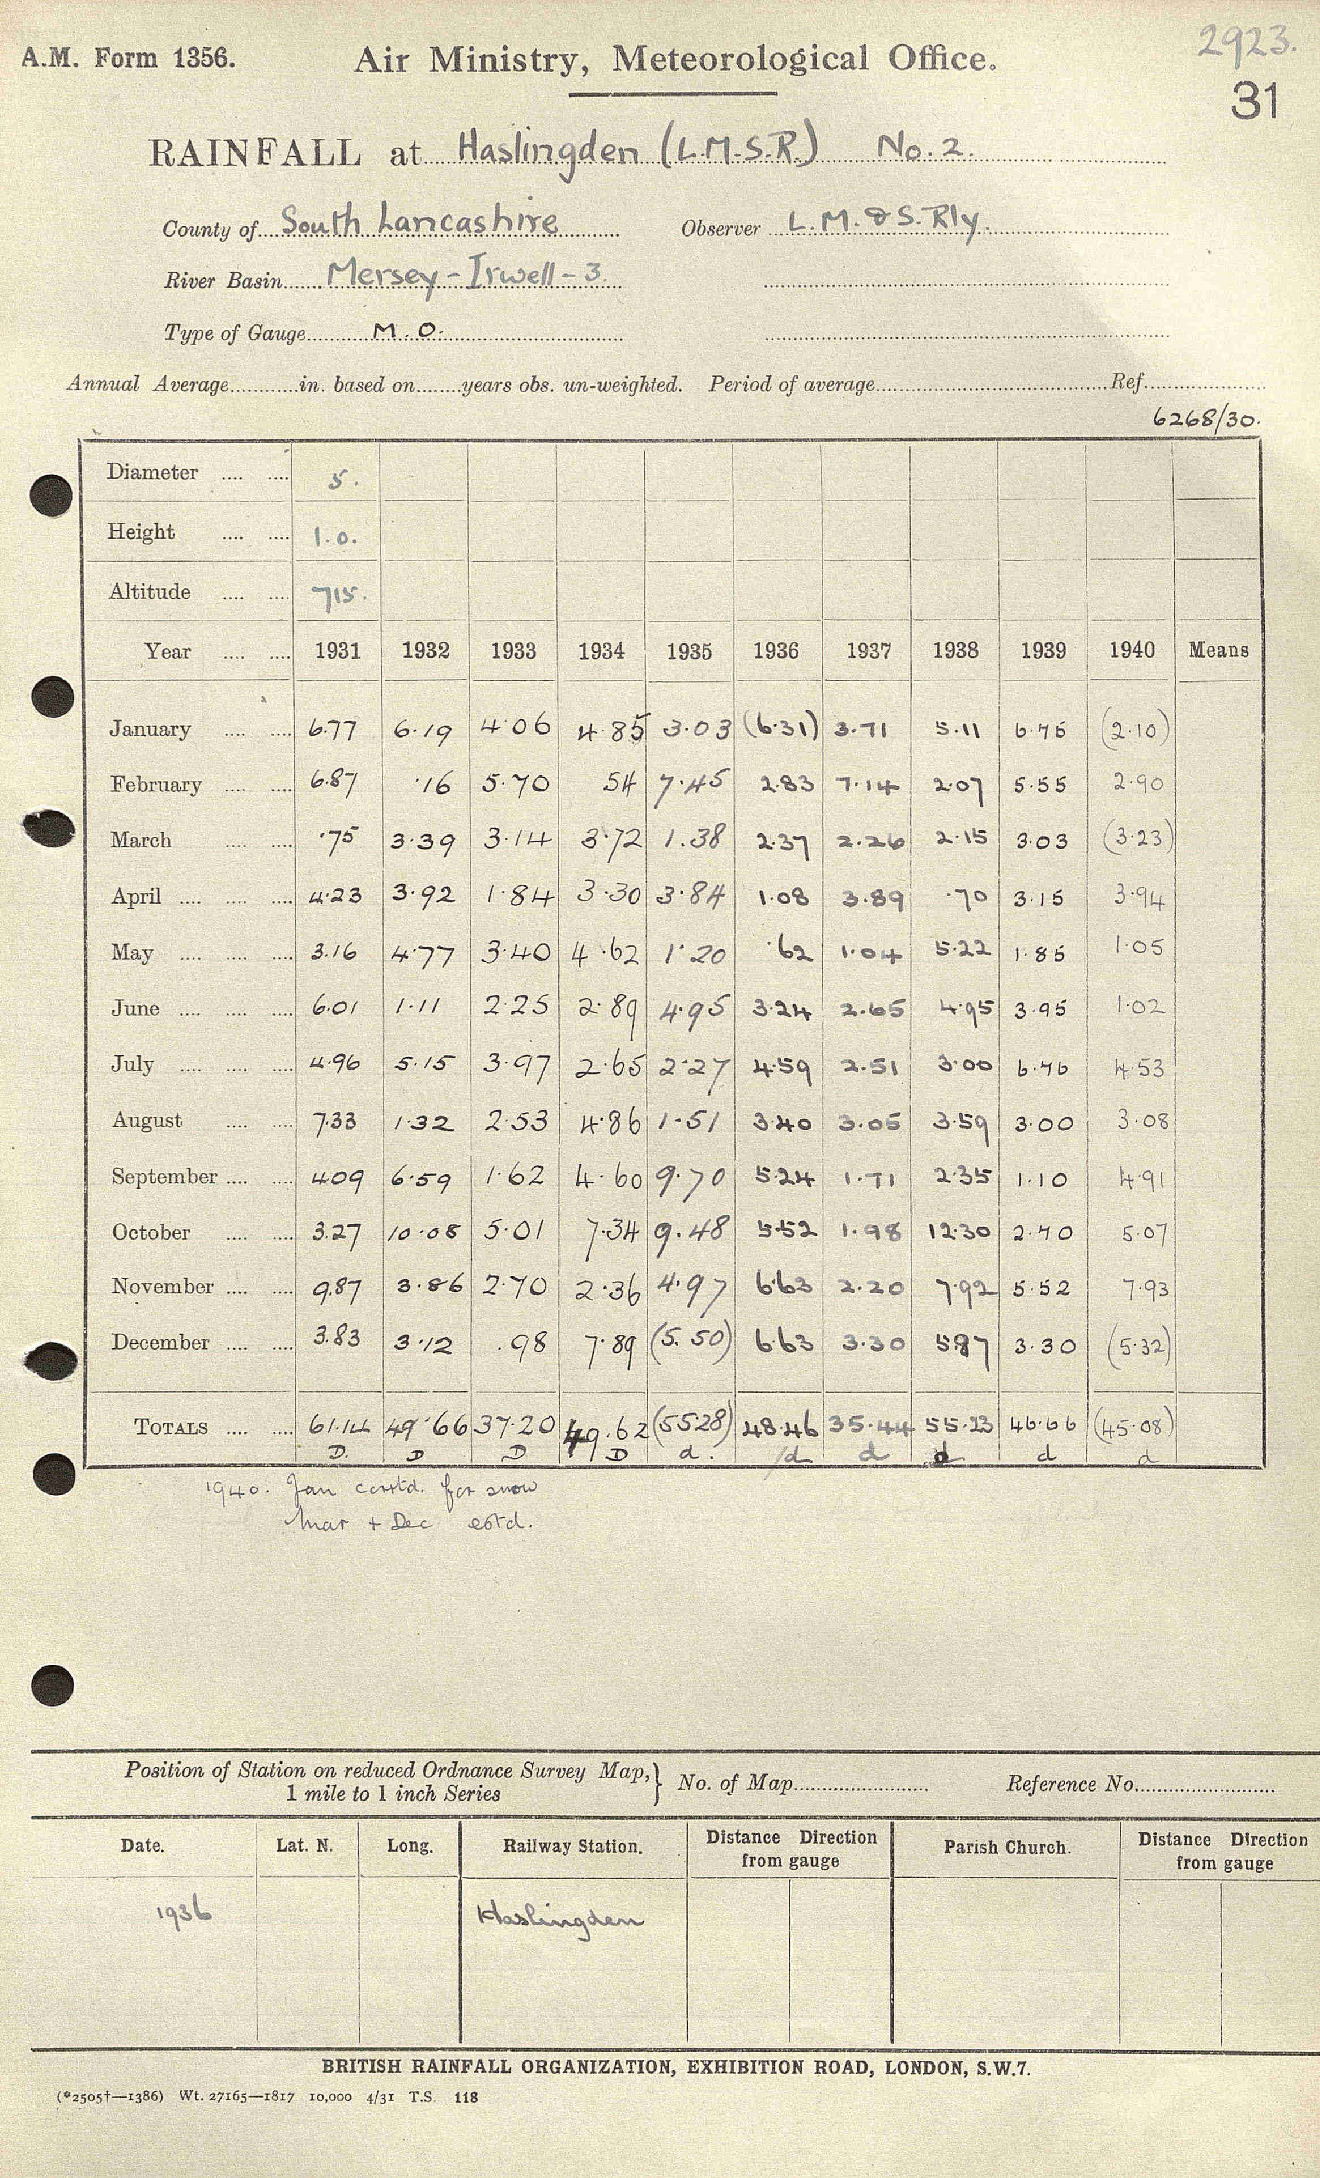 2923.
A.M. Form 1356. Air Ministry, Meteorological Office.
31
RAINFALL at Haslingden (L.M.S.R.) No. 2.
County of South Lancashire Observer L.M. & S. Rly.
River Basin Mersey - Irwell - 3.
Type of Gauge M.O.
Annual Average in. based on years obs. un-weighted. Period of average Ref.
6268/30.
Diameter 5.
Height 1.0.
Altitude 715.
Year 1931 1932 1933 1934 1935 1936 1937 1938 1939 1940 Means
January 6.77 6.19 4.06 4.85 3.03 (6.31) 3.71 5.11 6.75 (2.10)
February 6.87 .16 5.70 54 7.45 2.83 7.14 2.07 5.55 2.90
March .75 3.39 3.14 3.72 1.38 2.37 2.26 2.15 3.03 (3.23)
April 4.23 3.92 1.84 3.30 3.84 1.08 3.89 .70 3.15 3.94
May 3.16 4.77 3.40 4.62 1.20 .62 1.04 5.22 1.85 1.05
June 6.01 1.11 2.25 2.89 4.95 3.24 2.65 4.95 3.95 1.02
July 4.96 5.15 3.97 2.65 2.27 4.59 2.51 3.00 6.76 4.53
August 7.33 1.32 2.53 4.86 1.51 3.40 3.05 3.59 3.00 3.08
September 4.09 6.59 1.62 4.60 9.70 5.24 1.71 2.35 1.10 4.91
October 3.27 10.08 5.01 7.34 9.48 5.52 1.98 12.30 2.70 5.07
November 9.87 3.86 2.70 2.36 4.97 6.63 2.20 7.92 5.52 7.93
December 3.83 3.12 .98 7.89 (5.50) 6.63 3.30 5.87 3.30 (5.32)
TOTALS 61.14 49.66 37.20 49.62 (55.28) 48.46 35.44 55.23 46.66 (45.08)
D. D D D d. d d d d d
1940. Jan corrtd. for snow
Mar + Dec estd.
Position of Station on reduced Ordnance Survey Map,} No. of Map Reference No.
1 mile to 1 inch Series
Date. Lat. N. Long. Railway Station. Distance Direction from gauge Parish Church. Distance Direction from gauge
1936 Haslingden
BRITISH RAINFALL ORGANIZATION, EXHIBITION ROAD, LONDON, S.W.7.
(*2505†—1386) Wt. 27165—1817 10,000 4/31 T.S. 118